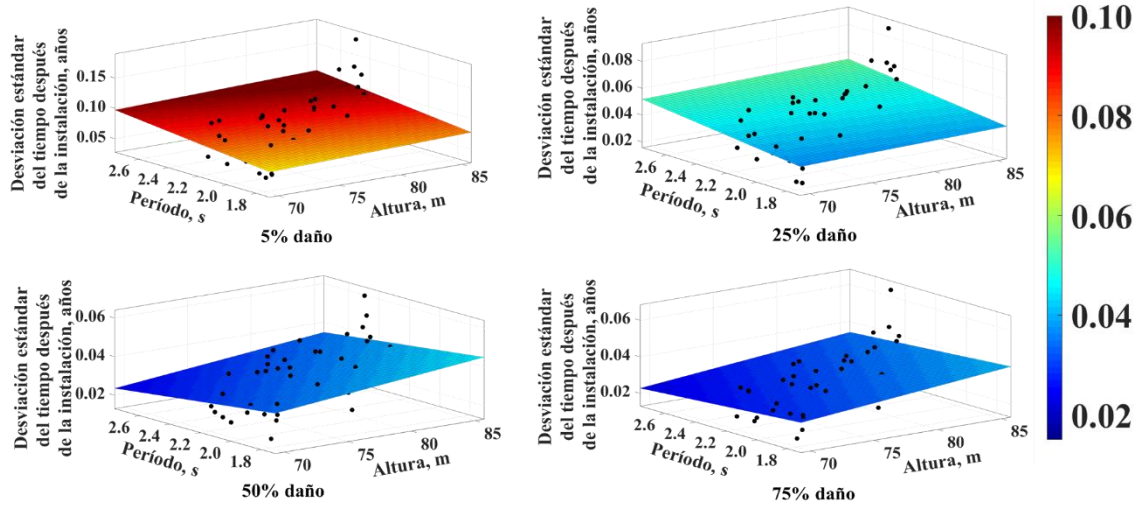 Desviación estándar
del tiempo después
de la instalación, años
0.15
0.10
0.05
2.6
2.4
2.2
2.0
1.8
Período, s
70
75
80
85
Altura, m
5% daño
Desviación estándar
del tiempo después
de la instalación, años
0.08
0.06
0.04
0.02
2.6
2.4
2.2
2.0
1.8
Período, s
70
75
80
85
Altura, m
25% daño
Desviación estándar
del tiempo después
de la instalación, años
0.06
0.04
0.02
2.6
2.4
2.2
2.0
1.8
Período, s
70
75
80
85
Altura, m
50% daño
Desviación estándar
del tiempo después
de la instalación, años
0.06
0.04
0.02
2.6
2.4
2.2
2.0
1.8
Período, s
70
75
80
85
Altura, m
75% daño
0.10
0.08
0.06
0.04
0.02